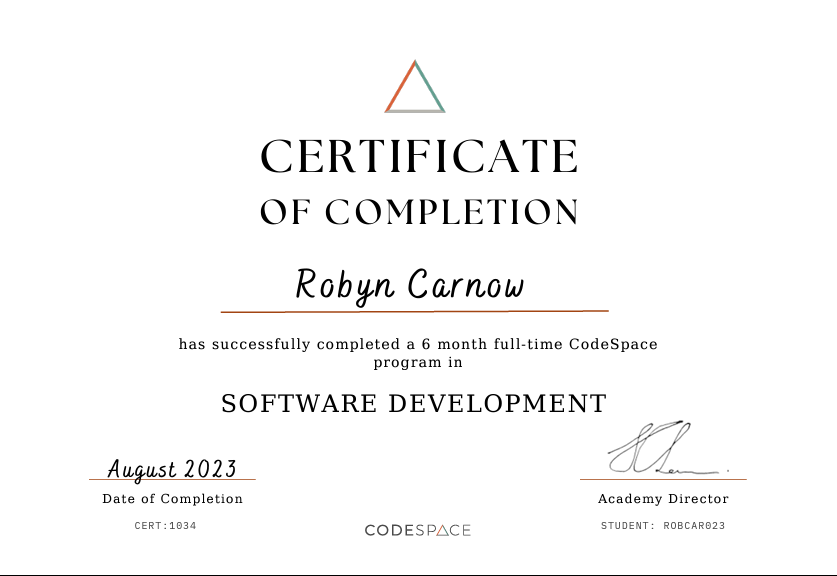 CERTIFICATE
OF COMPLETION
Robyn Carnow
has successfully completed a 6 month full-time CodeSpace
program in
SOFTWARE DEVELOPMENT
August 2023
Date of Completion
Academy Director
CERT:1034
CODESPACE
STUDENT: ROBCAR023